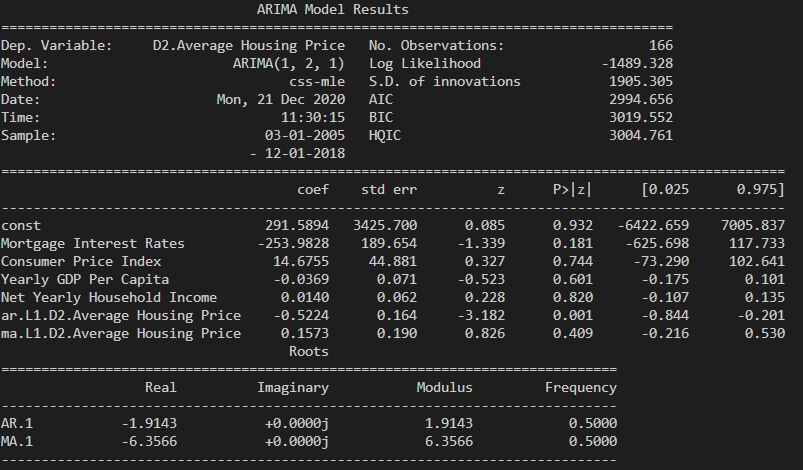 ARIMA Model Results
==============================================================================
Dep. Variable: D2.Average Housing Price No. Observations: 166
Model: ARIMA(1, 2, 1) Log Likelihood -1489.328
Method: css-mle S.D. of innovations 1905.305
Date: Mon, 21 Dec 2020 AIC 2994.656
Time: 11:30:15 BIC 3019.552
Sample: 03-01-2005 HQIC 3004.761
- 12-01-2018
==============================================================================
coef std err z P>|z| [0.025 0.975]
------------------------------------------------------------------------------
const 291.5894 3425.700 0.085 0.932 -6422.659 7005.837
Mortgage Interest Rates -253.9828 189.654 -1.339 0.181 -625.698 117.733
Consumer Price Index 14.6755 44.881 0.327 0.744 -73.290 102.641
Yearly GDP Per Capita -0.0369 0.071 -0.523 0.601 -0.175 0.101
Net Yearly Household Income 0.0140 0.062 0.228 0.820 -0.107 0.135
ar.L1.D2.Average Housing Price -0.5224 0.164 -3.182 0.001 -0.844 -0.201
ma.L1.D2.Average Housing Price 0.1573 0.190 0.826 0.409 -0.216 0.530
Roots
==============================================================================
Real Imaginary Modulus Frequency
------------------------------------------------------------------------------
AR.1 -1.9143 +0.0000j 1.9143 0.5000
MA.1 -6.3566 +0.0000j 6.3566 0.5000
------------------------------------------------------------------------------